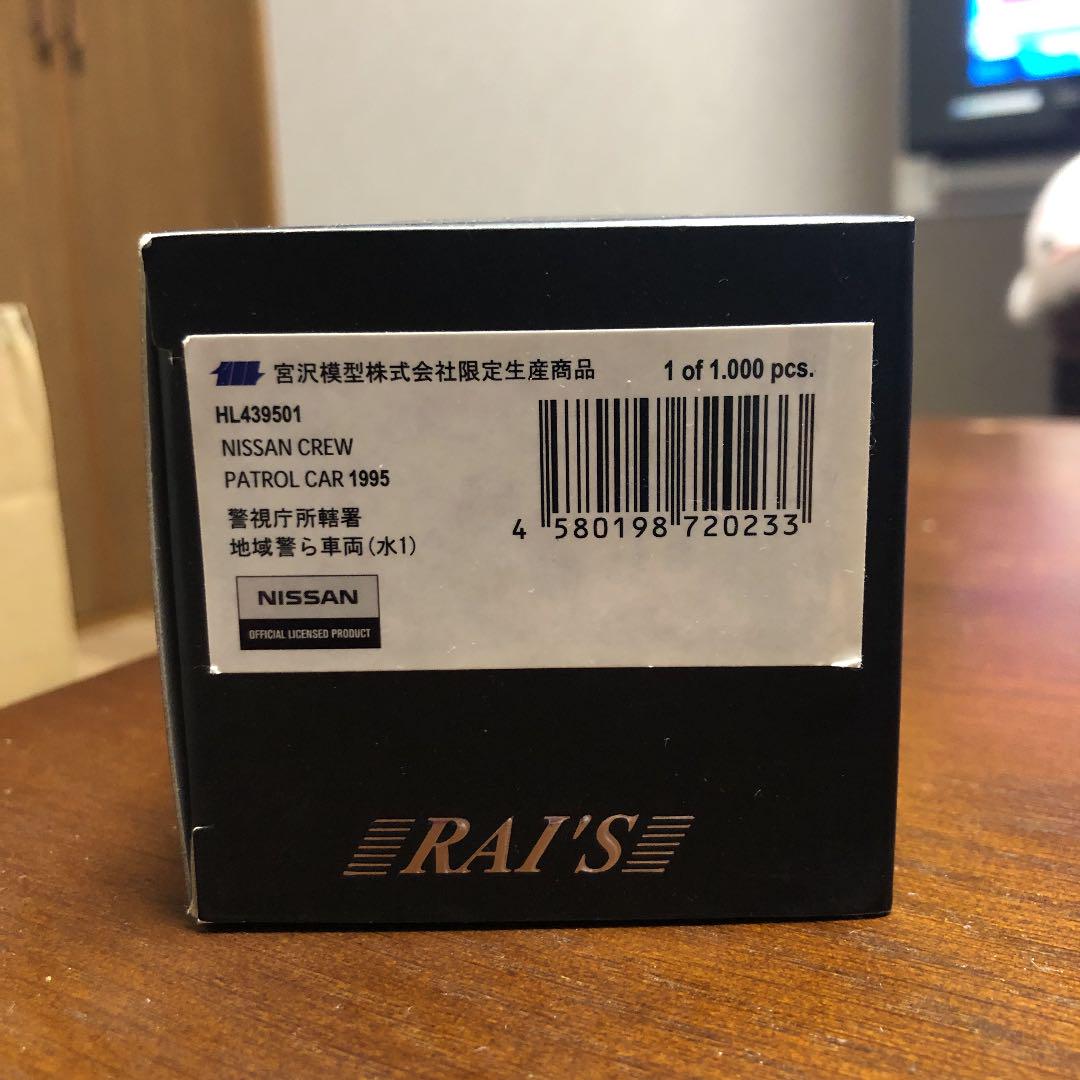 宮沢模型株式会社限定生産商品 1 of 1.000 pcs.
HL439501
NISSAN CREW
PATROL CAR 1995
警視庁所轄署
地域警ら車両(水1)
4 580198 720233
NISSAN
OFFICIAL LICENSED PRODUCT
RAI'S